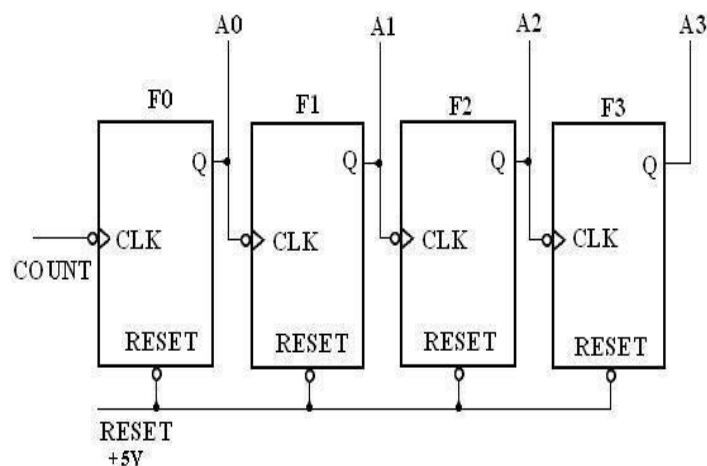 A0 A1 A2 A3
F0 F1 F2 F3
Q Q Q Q
CLK CLK CLK CLK
COUNT
RESET RESET RESET RESET
RESET
+5V